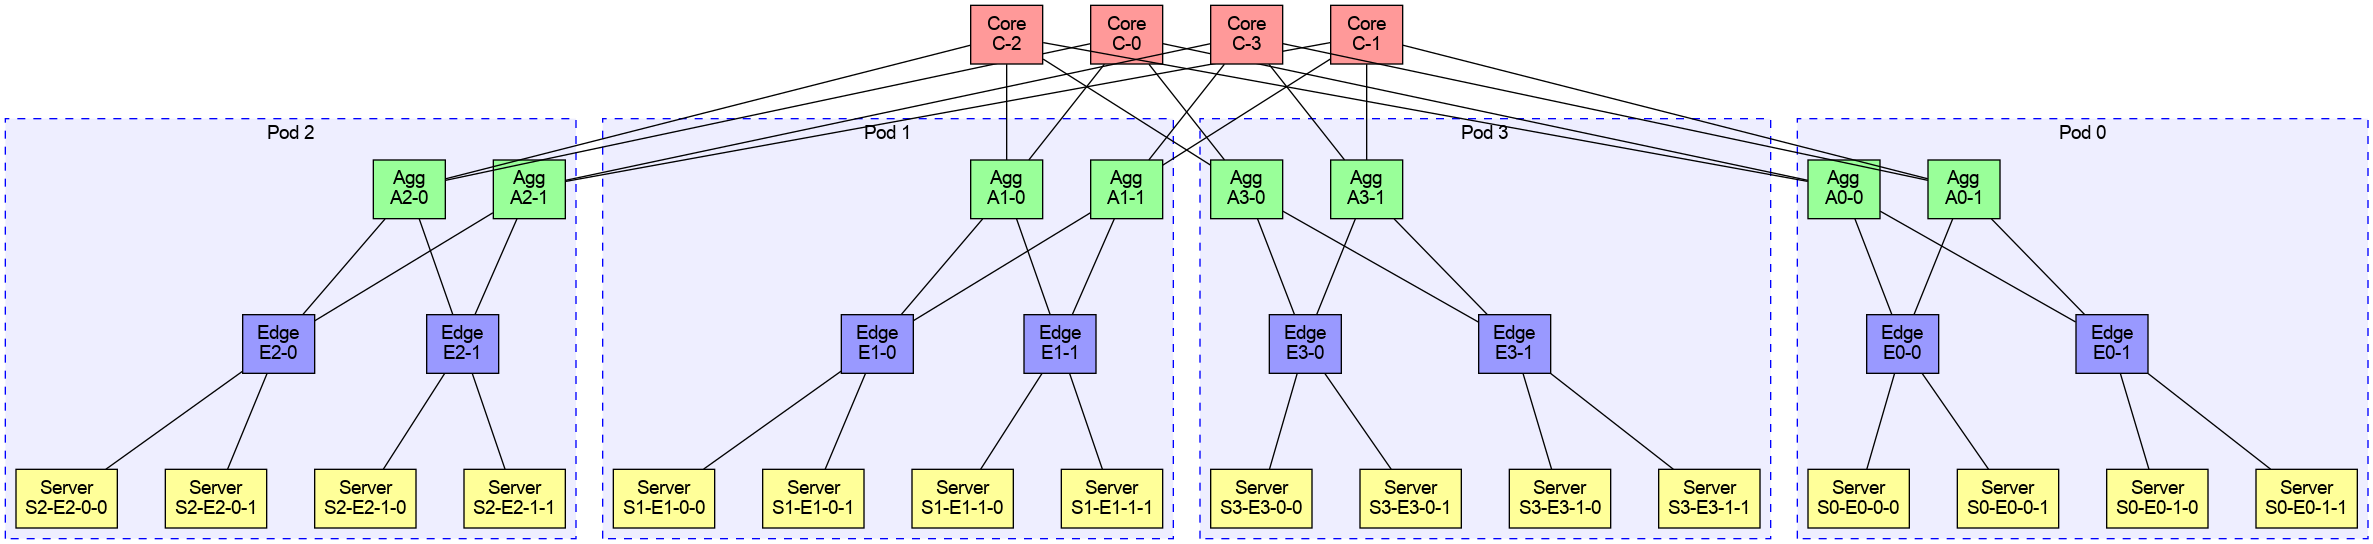 Core
C-2
Core
C-0
Core
C-3
Core
C-1
Pod 2
Pod 1
Pod 3
Pod 0
Agg
A2-0
Agg
A2-1
Agg
A1-0
Agg
A1-1
Agg
A3-0
Agg
A3-1
Agg
A0-0
Agg
A0-1
Edge
E2-0
Edge
E2-1
Edge
E1-0
Edge
E1-1
Edge
E3-0
Edge
E3-1
Edge
E0-0
Edge
E0-1
Server
S2-E2-0-0
Server
S2-E2-0-1
Server
S2-E2-1-0
Server
S2-E2-1-1
Server
S1-E1-0-0
Server
S1-E1-0-1
Server
S1-E1-1-0
Server
S1-E1-1-1
Server
S3-E3-0-0
Server
S3-E3-0-1
Server
S3-E3-1-0
Server
S3-E3-1-1
Server
S0-E0-0-0
Server
S0-E0-0-1
Server
S0-E0-1-0
Server
S0-E0-1-1